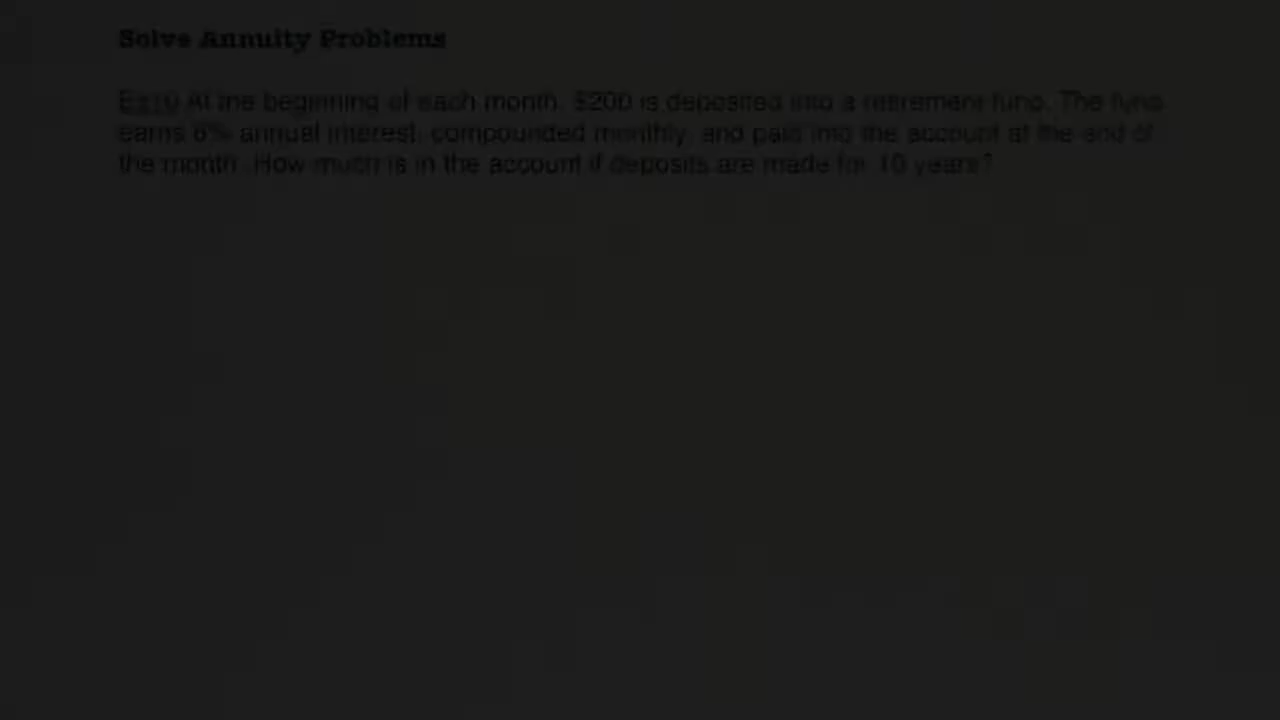 Solve Annuity Problems
Ex10 At the beginning of each month, $200 is deposited into a retirement fund. The fund
earns 6% annual interest, compounded monthly, and paid into the account at the end of
the month. How much is in the account if deposits are made for 10 years?